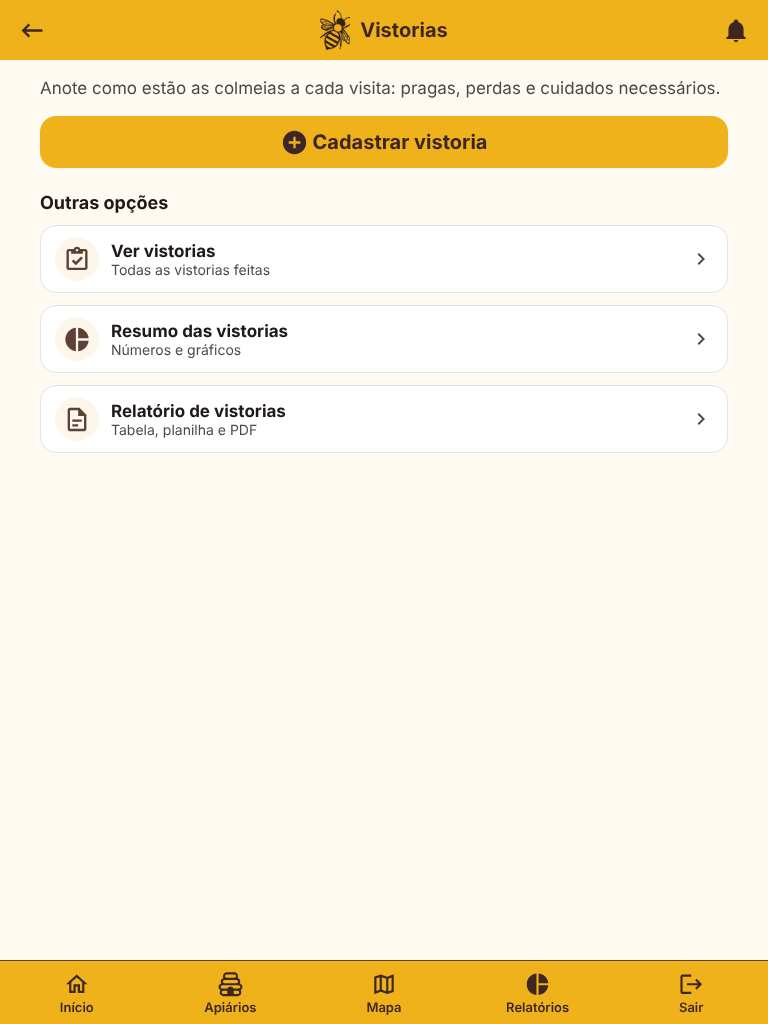 Vistorias
Anote como estão as colmeias a cada visita: pragas, perdas e cuidados necessários.
Cadastrar vistoria
Outras opções
Ver vistorias
Todas as vistorias feitas
Resumo das vistorias
Números e gráficos
Relatório de vistorias
Tabela, planilha e PDF
Início
Apiários
Mapa
Relatórios
Sair